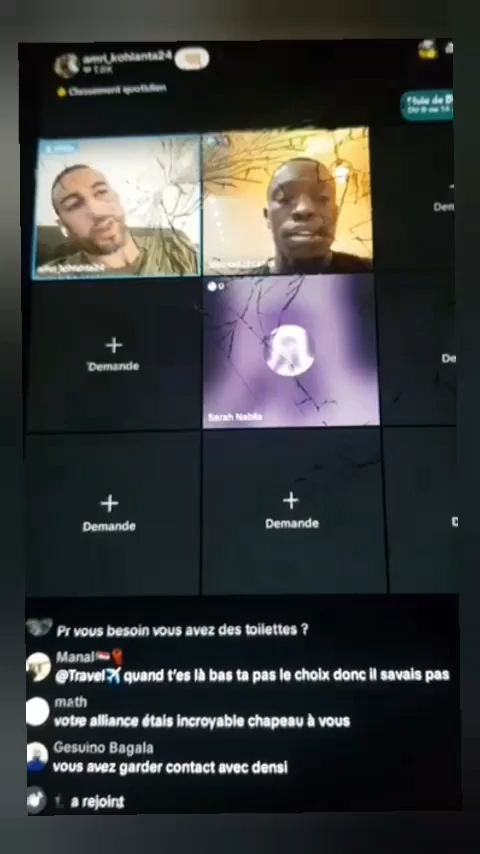 amri_kohlanta24
Classement quotidien
+
Demande
Sarah Nabila
+
Demande
+
Demande
Pr vous besoin vous avez des toilettes ?
Manal
@Travel✈️ quand t'es là bas ta pas le choix donc il savais pas
math
votre alliance étais incroyable chapeau à vous
Gesuino Bagala
vous avez garder contact avec densi
a rejoint